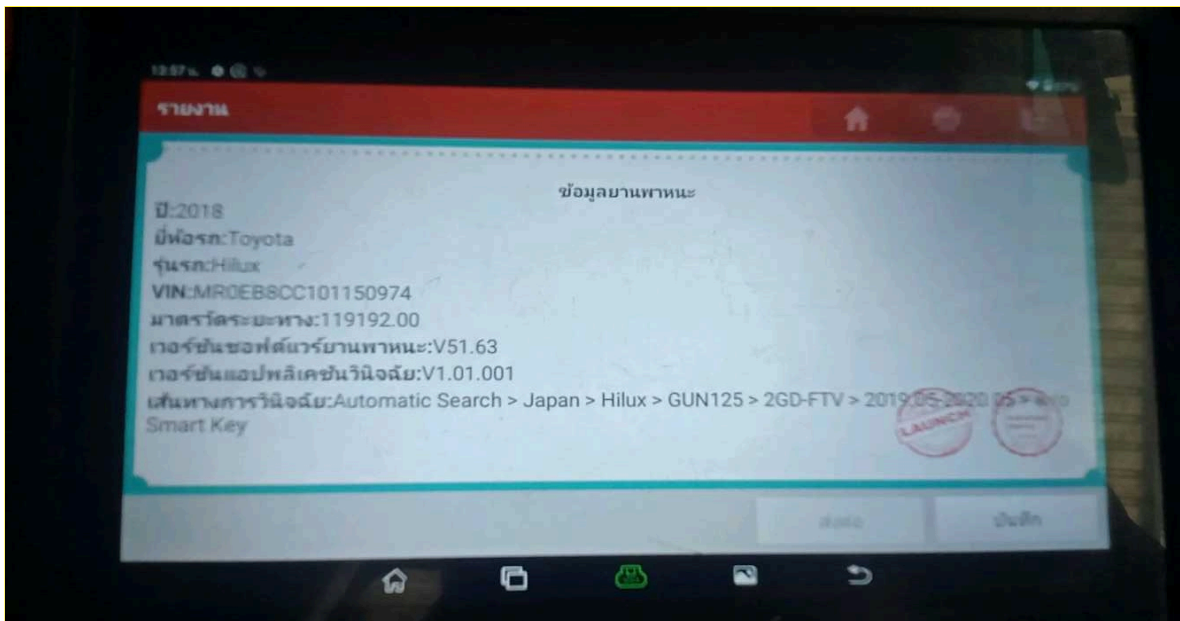 12:57 น.
รายงาน
ข้อมูลยานพาหนะ
ปี:2018
ยี่ห้อรถ:Toyota
รุ่นรถ:Hilux
VIN:MR0EB8CC101150974
มาตรวัดระยะทาง:119192.00
เวอร์ชันซอฟต์แวร์ยานพาหนะ:V51.63
เวอร์ชันแอปพลิเคชันวินิจฉัย:V1.01.001
เส้นทางการวินิจฉัย:Automatic Search > Japan > Hilux > GUN125 > 2GD-FTV > 2019.05-2020.05 >
Smart Key
LAUNCH
บันทึก